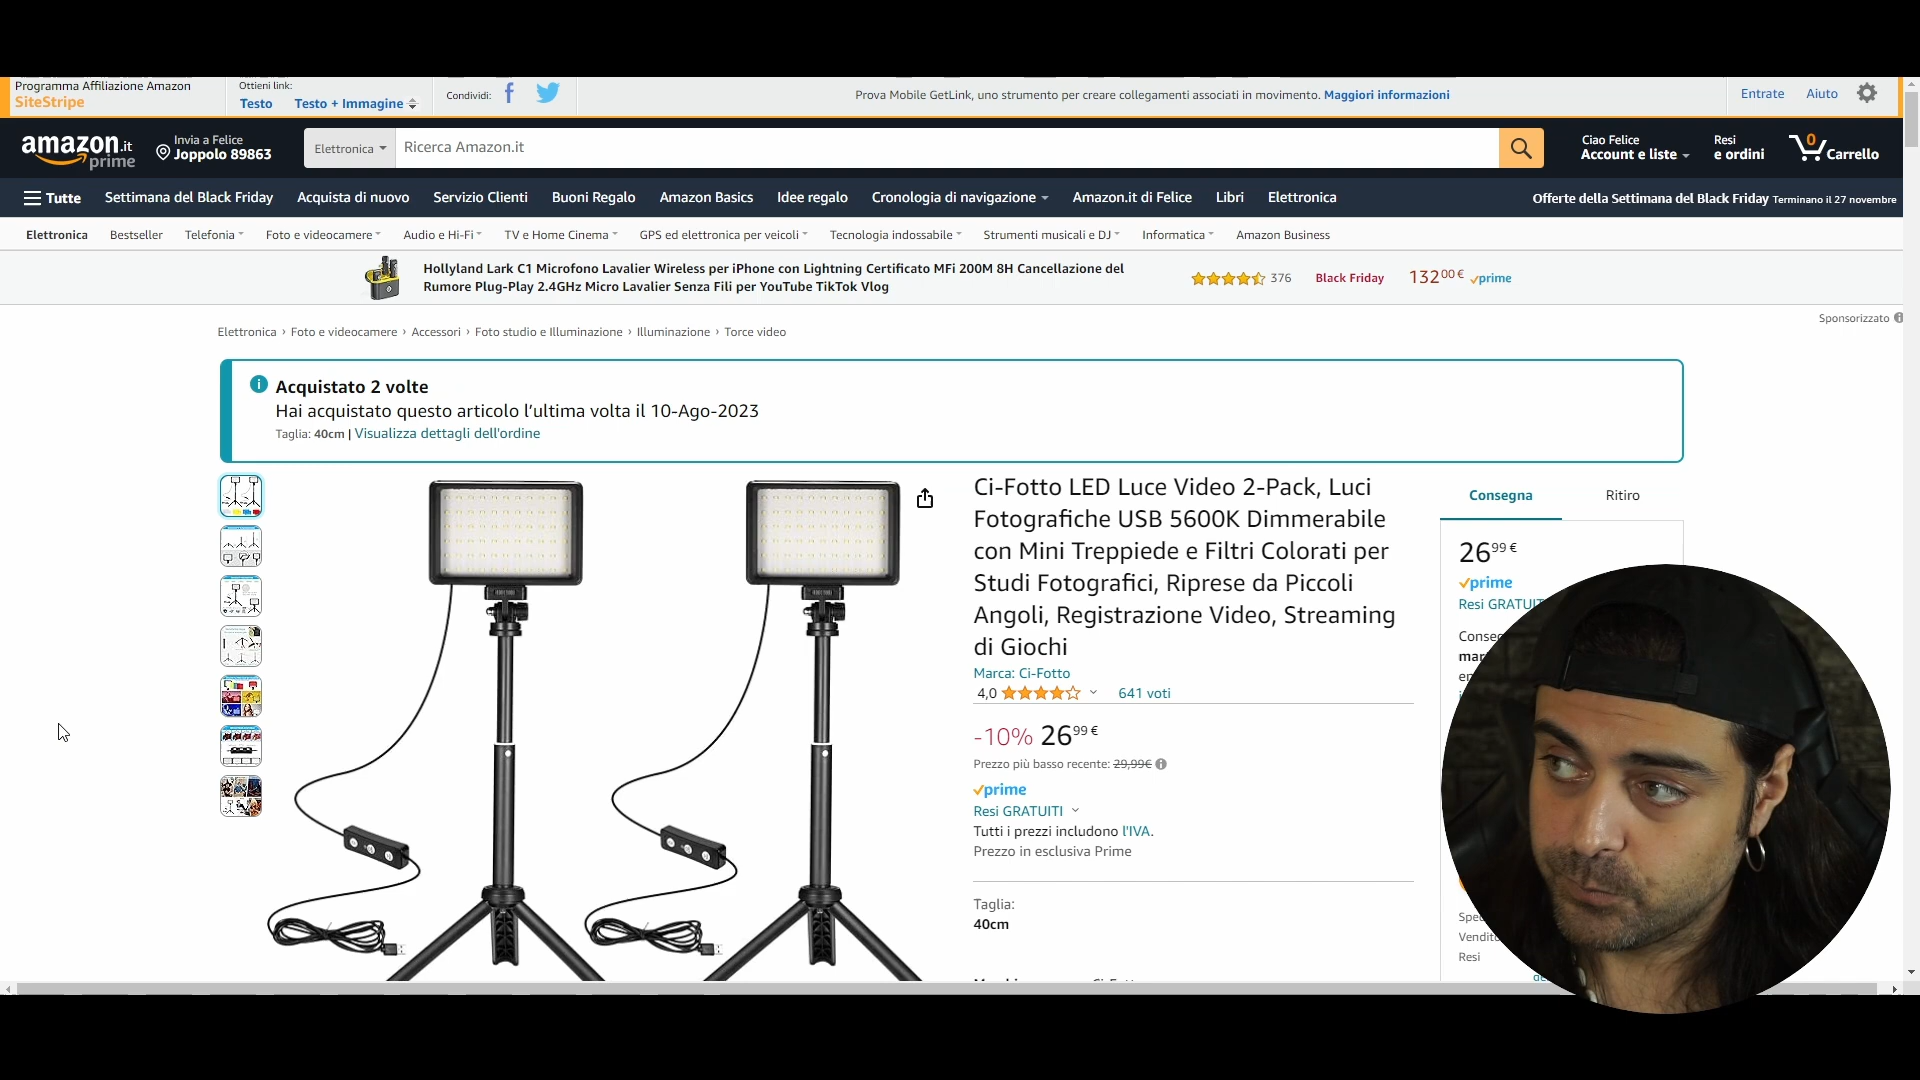 Programma Affiliazione Amazon
SiteStripe
Ottieni link:
Testo Testo + Immagine
Condividi:
Prova Mobile GetLink, uno strumento per creare collegamenti associati in movimento. Maggiori informazioni
Entrate Aiuto
amazon.it
prime
Invia a Felice
Joppolo 89863
Elettronica
Ricerca Amazon.it
Ciao Felice
Account e liste
Resi
e ordini
0
Carrello
Tutte Settimana del Black Friday Acquista di nuovo Servizio Clienti Buoni Regalo Amazon Basics Idee regalo Cronologia di navigazione Amazon.it di Felice Libri Elettronica
Offerte della Settimana del Black Friday Terminano il 27 novembre
Elettronica Bestseller Telefonia Foto e videocamere Audio e Hi-Fi TV e Home Cinema GPS ed elettronica per veicoli Tecnologia indossabile Strumenti musicali e DJ Informatica Amazon Business
Hollyland Lark C1 Microfono Lavalier Wireless per iPhone con Lightning Certificato MFi 200M 8H Cancellazione del
Rumore Plug-Play 2.4GHz Micro Lavalier Senza Fili per YouTube TikTok Vlog
376 Black Friday 132,00 € prime
Sponsorizzato
Elettronica › Foto e videocamere › Accessori › Foto studio e Illuminazione › Illuminazione › Torce video
Acquistato 2 volte
Hai acquistato questo articolo l'ultima volta il 10-Ago-2023
Taglia: 40cm | Visualizza dettagli dell'ordine
Ci-Fotto LED Luce Video 2-Pack, Luci
Fotografiche USB 5600K Dimmerabile
con Mini Treppiede e Filtri Colorati per
Studi Fotografici, Riprese da Piccoli
Angoli, Registrazione Video, Streaming
di Giochi
Marca: Ci-Fotto
4,0 641 voti
-10% 26 99 €
Prezzo più basso recente: 29,99€
prime
Resi GRATUITI
Tutti i prezzi includono l'IVA.
Prezzo in esclusiva Prime
Taglia:
40cm
Consegna Ritiro
26 99 €
prime
Resi GRATUIT
Resi